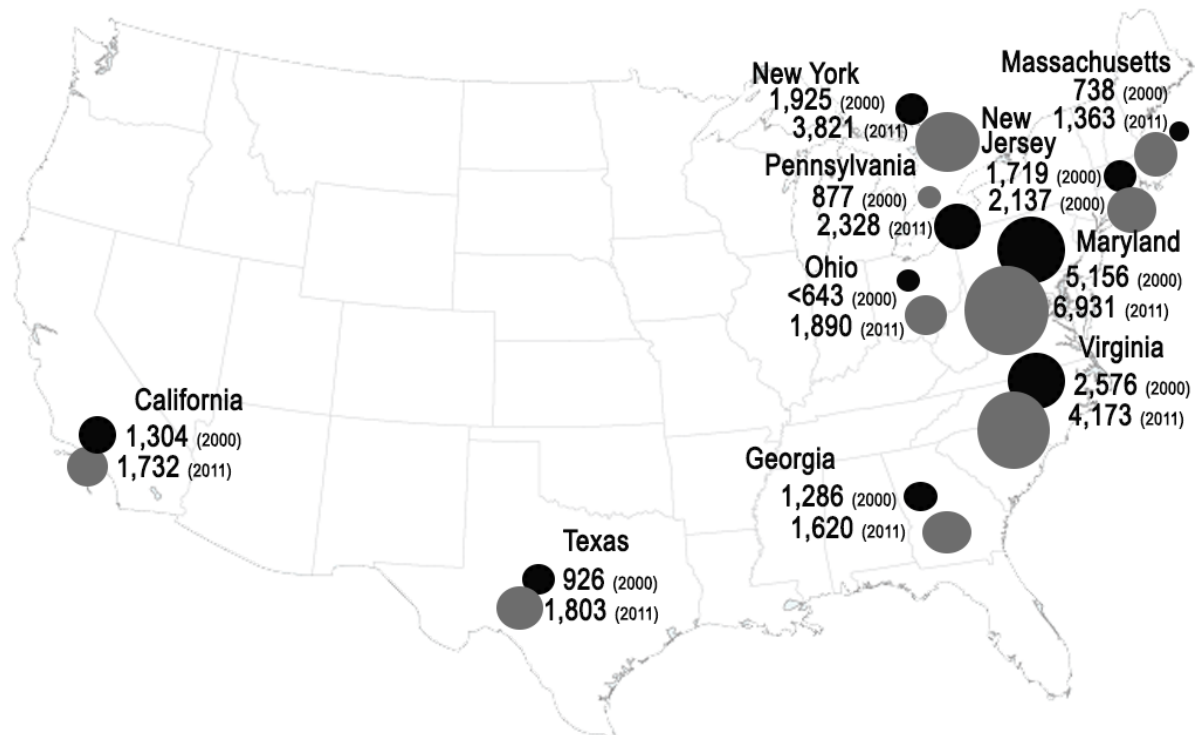 New York
1,925 (2000)
3,821 (2011)
Massachusetts
738 (2000)
1,363 (2011)
New
Jersey
1,719 (2000)
2,137 (2000)
Pennsylvania
877 (2000)
2,328 (2011)
Maryland
5,156 (2000)
6,931 (2011)
Ohio
<643 (2000)
1,890 (2011)
Virginia
2,576 (2000)
4,173 (2011)
California
1,304 (2000)
1,732 (2011)
Georgia
1,286 (2000)
1,620 (2011)
Texas
926 (2000)
1,803 (2011)